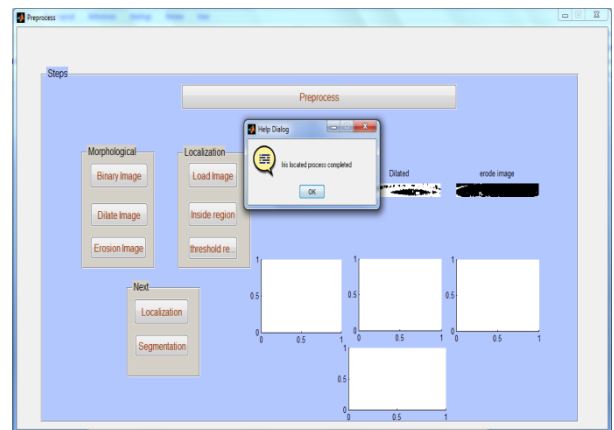 Preprocess
Steps
Preprocess
Help Dialog
his located process completed
OK
Morphological
Binary Image
Dilate Image
Erosion Image
Localization
Load Image
Inside region
threshold re...
Dilated
erode image
Next
Localization
Segmentation
1
0.5
0
0
0.5
1
1
0.5
0
0
0.5
1
1
0.5
0
0
0.5
1
1
0.5
0
0
0.5
1